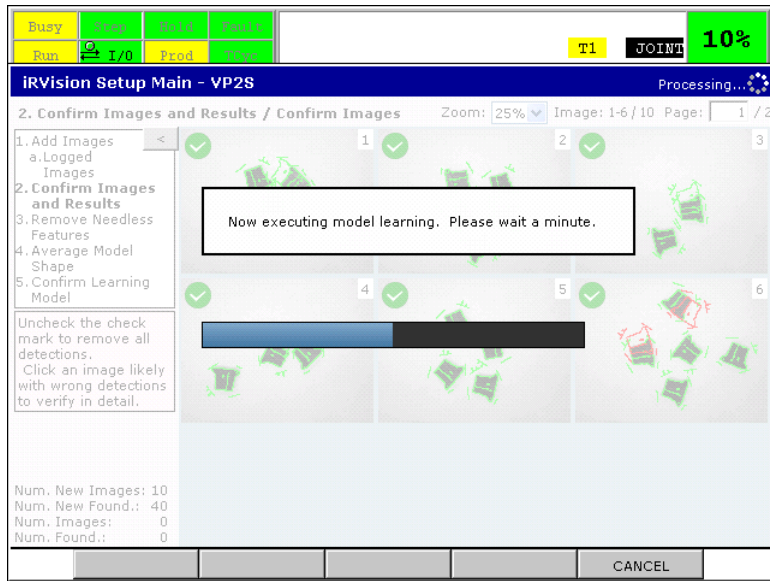 Busy Step Hold Fault
Run I/O Prod TCyc
T1 JOINT 10%
iRVision Setup Main - VP2S
Processing...
2. Confirm Images and Results / Confirm Images Zoom: 25% Image: 1-6/10 Page: 1 / 2
1.Add Images <
a.Logged
Images
2.Confirm Images
and Results
3.Remove Needless
Features
4.Average Model
Shape
5.Confirm Learning
Model
1 2 3
Now executing model learning. Please wait a minute.
4 5 6
Uncheck the check
mark to remove all
detections.
Click an image likely
with wrong detections
to verify in detail.
Num. New Images: 10
Num. New Found.: 40
Num. Images: 0
Num. Found.: 0
CANCEL